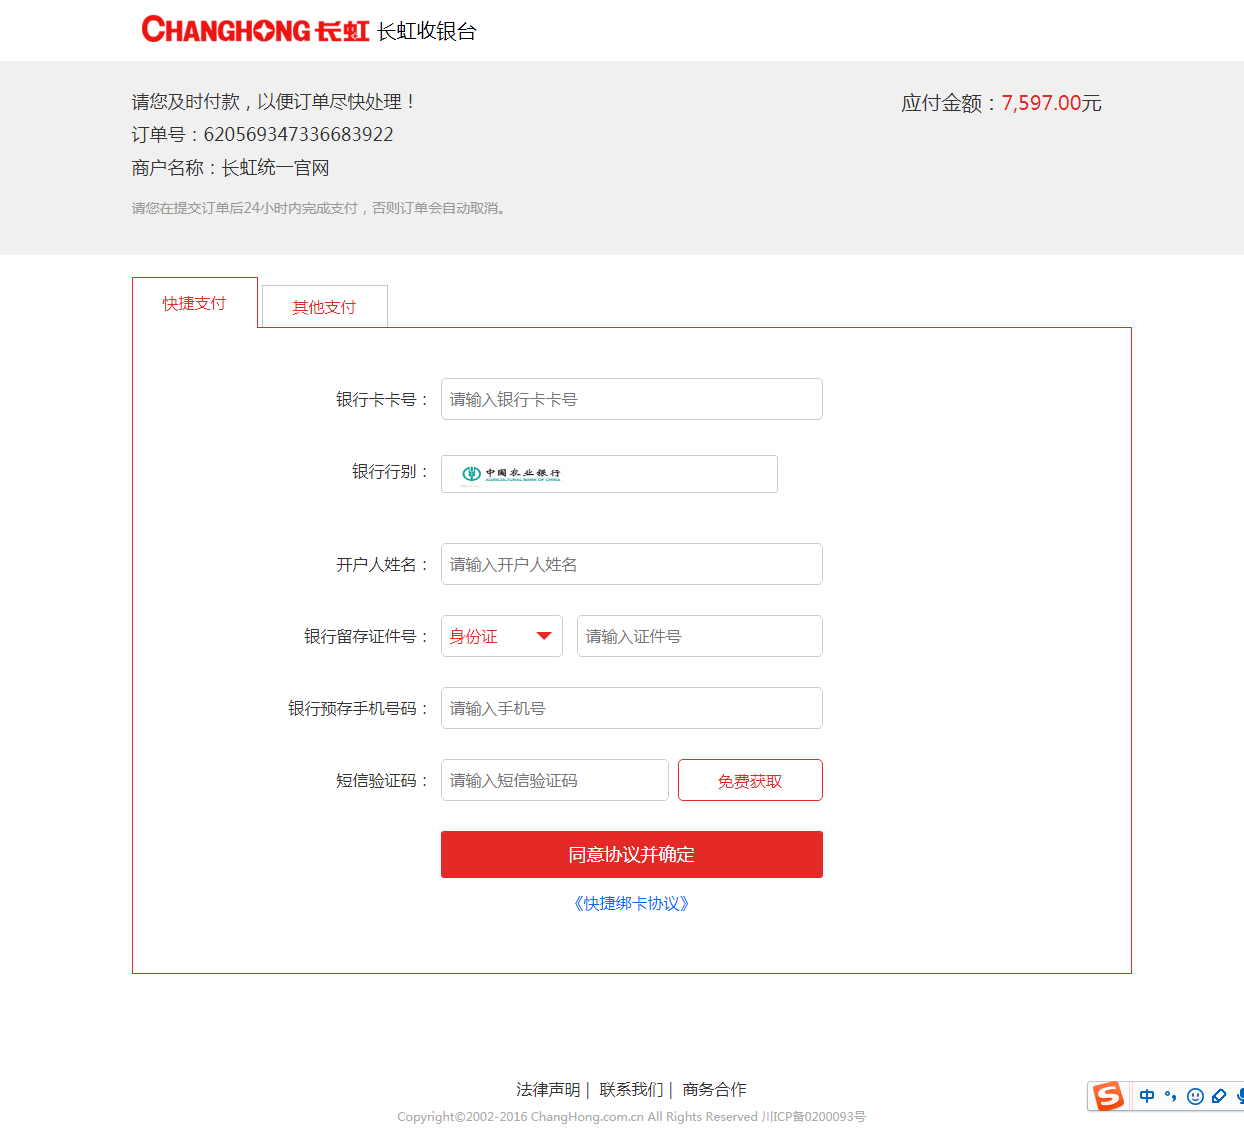 CHANGHONG 长虹 长虹收银台
请您及时付款，以便订单尽快处理！
应付金额：7,597.00元
订单号：620569347336683922
商户名称：长虹统一官网
请您在提交订单后24小时内完成支付，否则订单会自动取消。
快捷支付
其他支付
银行卡卡号： 请输入银行卡卡号
银行行别： 中国农业银行
AGRICULTURAL BANK OF CHINA
开户人姓名： 请输入开户人姓名
银行留存证件号： 身份证 请输入证件号
银行预存手机号码： 请输入手机号
短信验证码： 请输入短信验证码 免费获取
同意协议并确定
《快捷绑卡协议》
法律声明 | 联系我们 | 商务合作
S 中
Copyright©2002-2016 ChangHong.com.cn All Rights Reserved 川ICP备0200093号